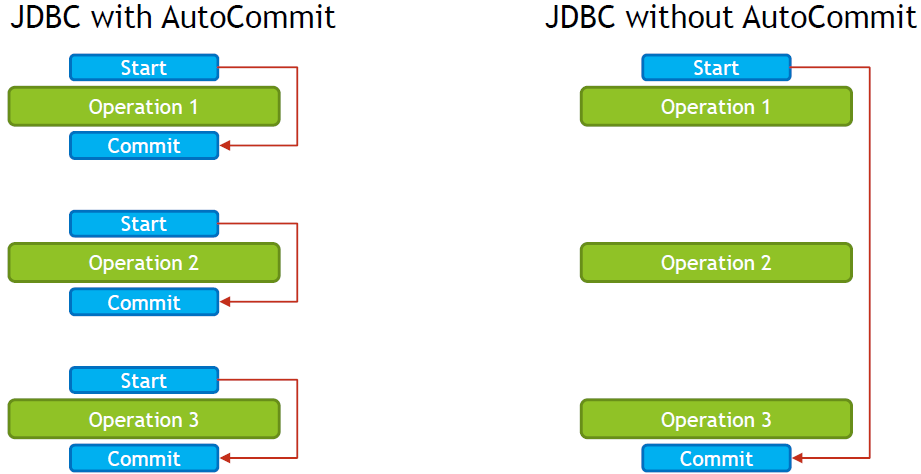 JDBC with AutoCommit
Start
Operation 1
Commit
Start
Operation 2
Commit
Start
Operation 3
Commit
JDBC without AutoCommit
Start
Operation 1
Operation 2
Operation 3
Commit